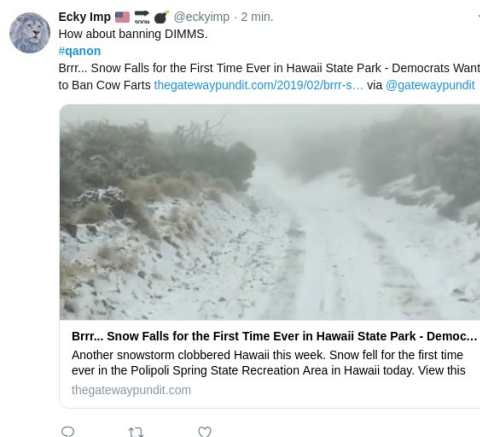 Ecky Imp 🇺🇸 🔜 💣 @eckyimp · 2 min.
How about banning DIMMS.
#qanon
Brrr... Snow Falls for the First Time Ever in Hawaii State Park - Democrats Want
to Ban Cow Farts thegatewaypundit.com/2019/02/brrr-s... via @gatewaypundit
Brrr... Snow Falls for the First Time Ever in Hawaii State Park - Democ...
Another snowstorm clobbered Hawaii this week. Snow fell for the first time
ever in the Polipoli Spring State Recreation Area in Hawaii today. View this
thegatewaypundit.com